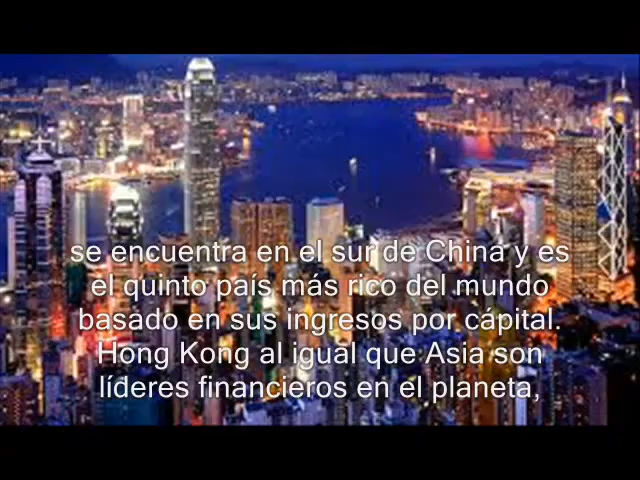 se encuentra en el sur de China y es
el quinto país más rico del mundo
basado en sus ingresos por cápital.
Hong Kong al igual que Asia son
líderes financieros en el planeta,